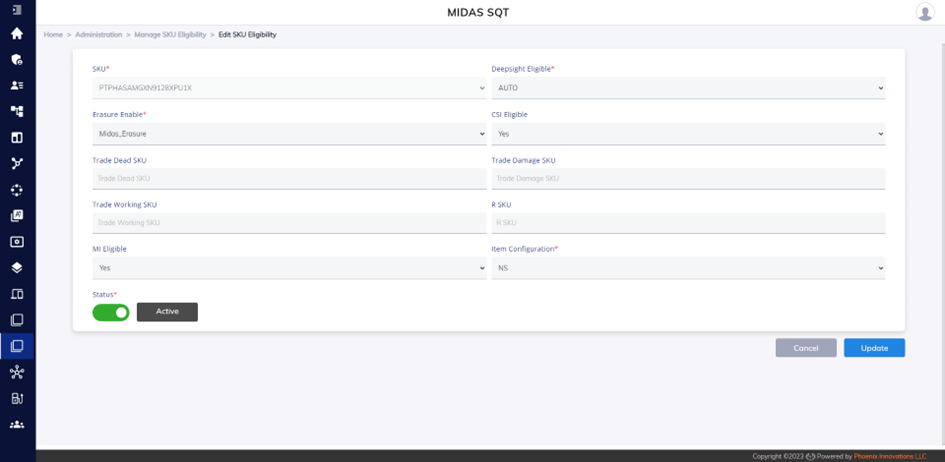 MIDAS SQT
Home > Administration > Manage SKU Eligibility > Edit SKU Eligibility
SKU* Deepsight Eligible*
PTPHASAMGXN9128XPU1X AUTO
Erasure Enable* CSI Eligible
Midas_Erasure Yes
Trade Dead SKU Trade Damage SKU
Trade Dead SKU Trade Damage SKU
Trade Working SKU R SKU
Trade Working SKU R SKU
MI Eligible Item Configuration*
Yes NS
Status*
Active
Cancel Update
Copyright ©2023 Powered by Phoenix Innovations LLC